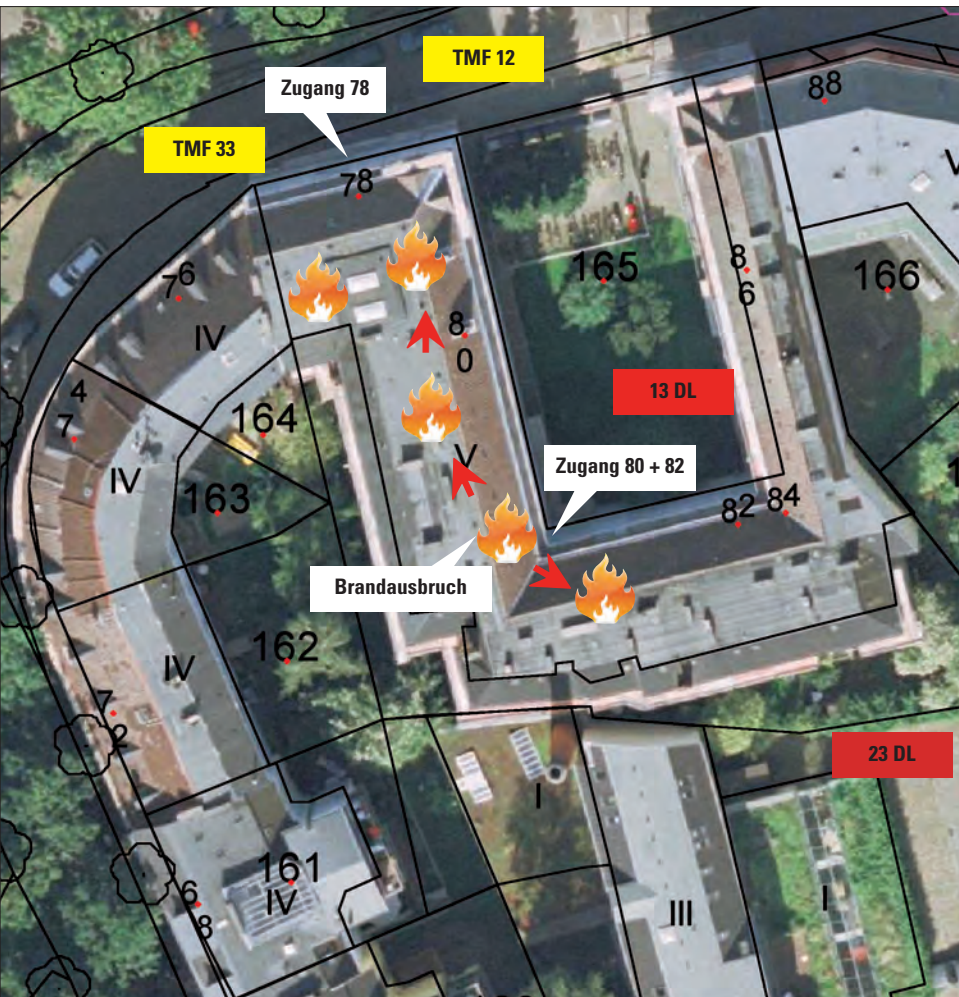 TMF 12
Zugang 78
88
TMF 33
78
V
165
8
6
166
76
IV
8
0
4
7
13 DL
164
V
Zugang 80 + 82
IV
163
82
84
Brandausbruch
162
IV
7
2
23 DL
I
161
IV
6
8
III
I